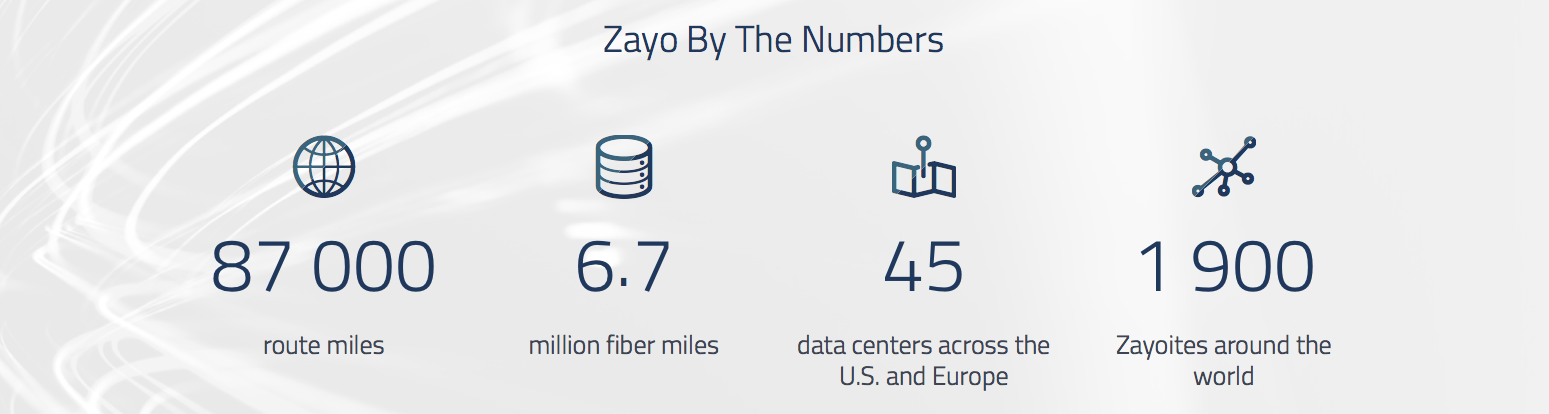 Zayo By The Numbers
87 000
route miles
6.7
million fiber miles
45
data centers across the
U.S. and Europe
1 900
Zayoites around the
world